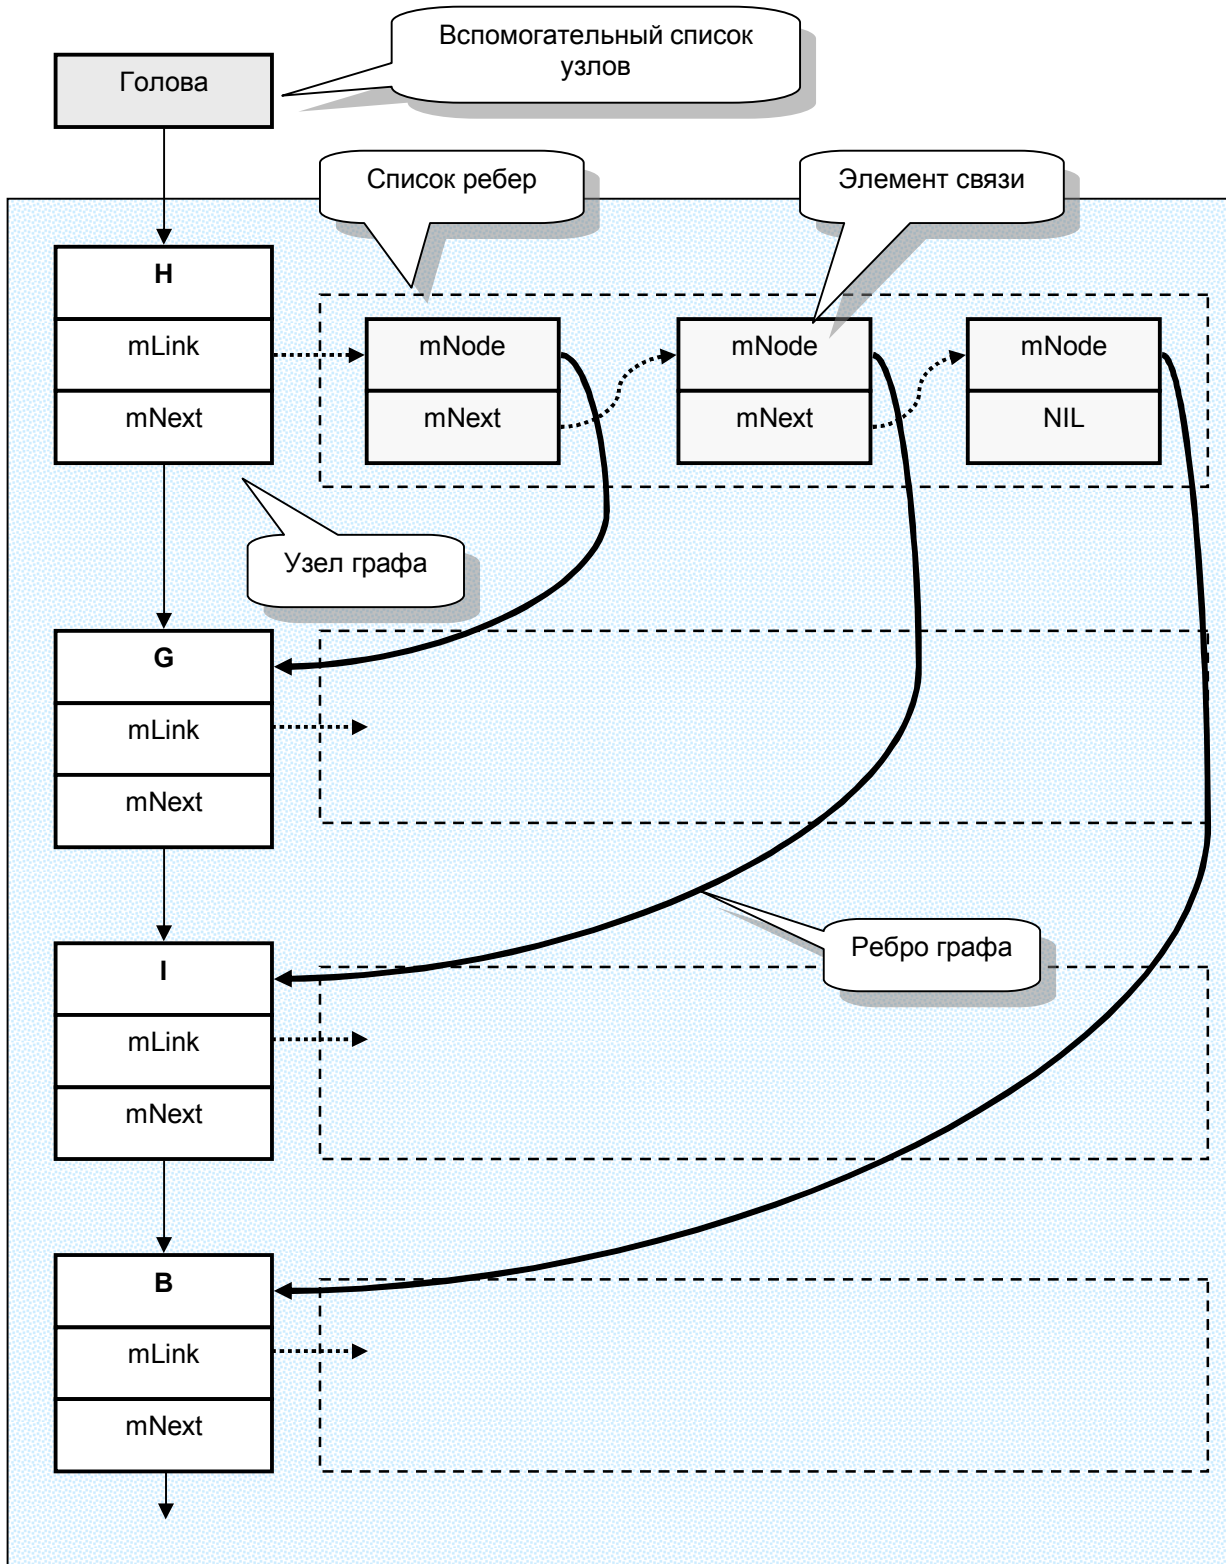 Вспомогательный список
узлов
Голова
Список ребер
Элемент связи
H
mLink
mNext
mNode
mNext
mNode
mNext
mNode
NIL
Узел графа
G
mLink
mNext
Ребро графа
I
mLink
mNext
B
mLink
mNext